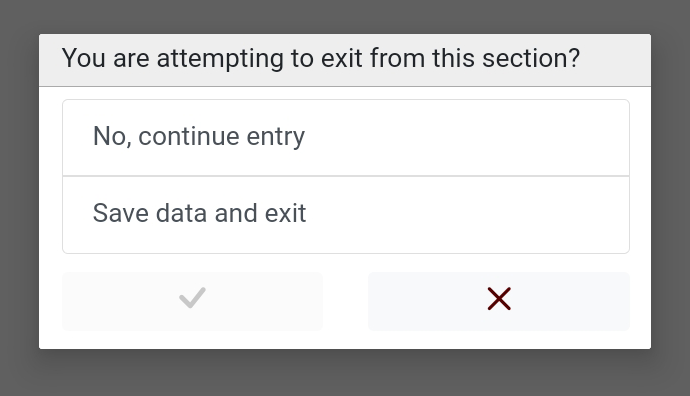 You are attempting to exit from this section?
No, continue entry
Save data and exit